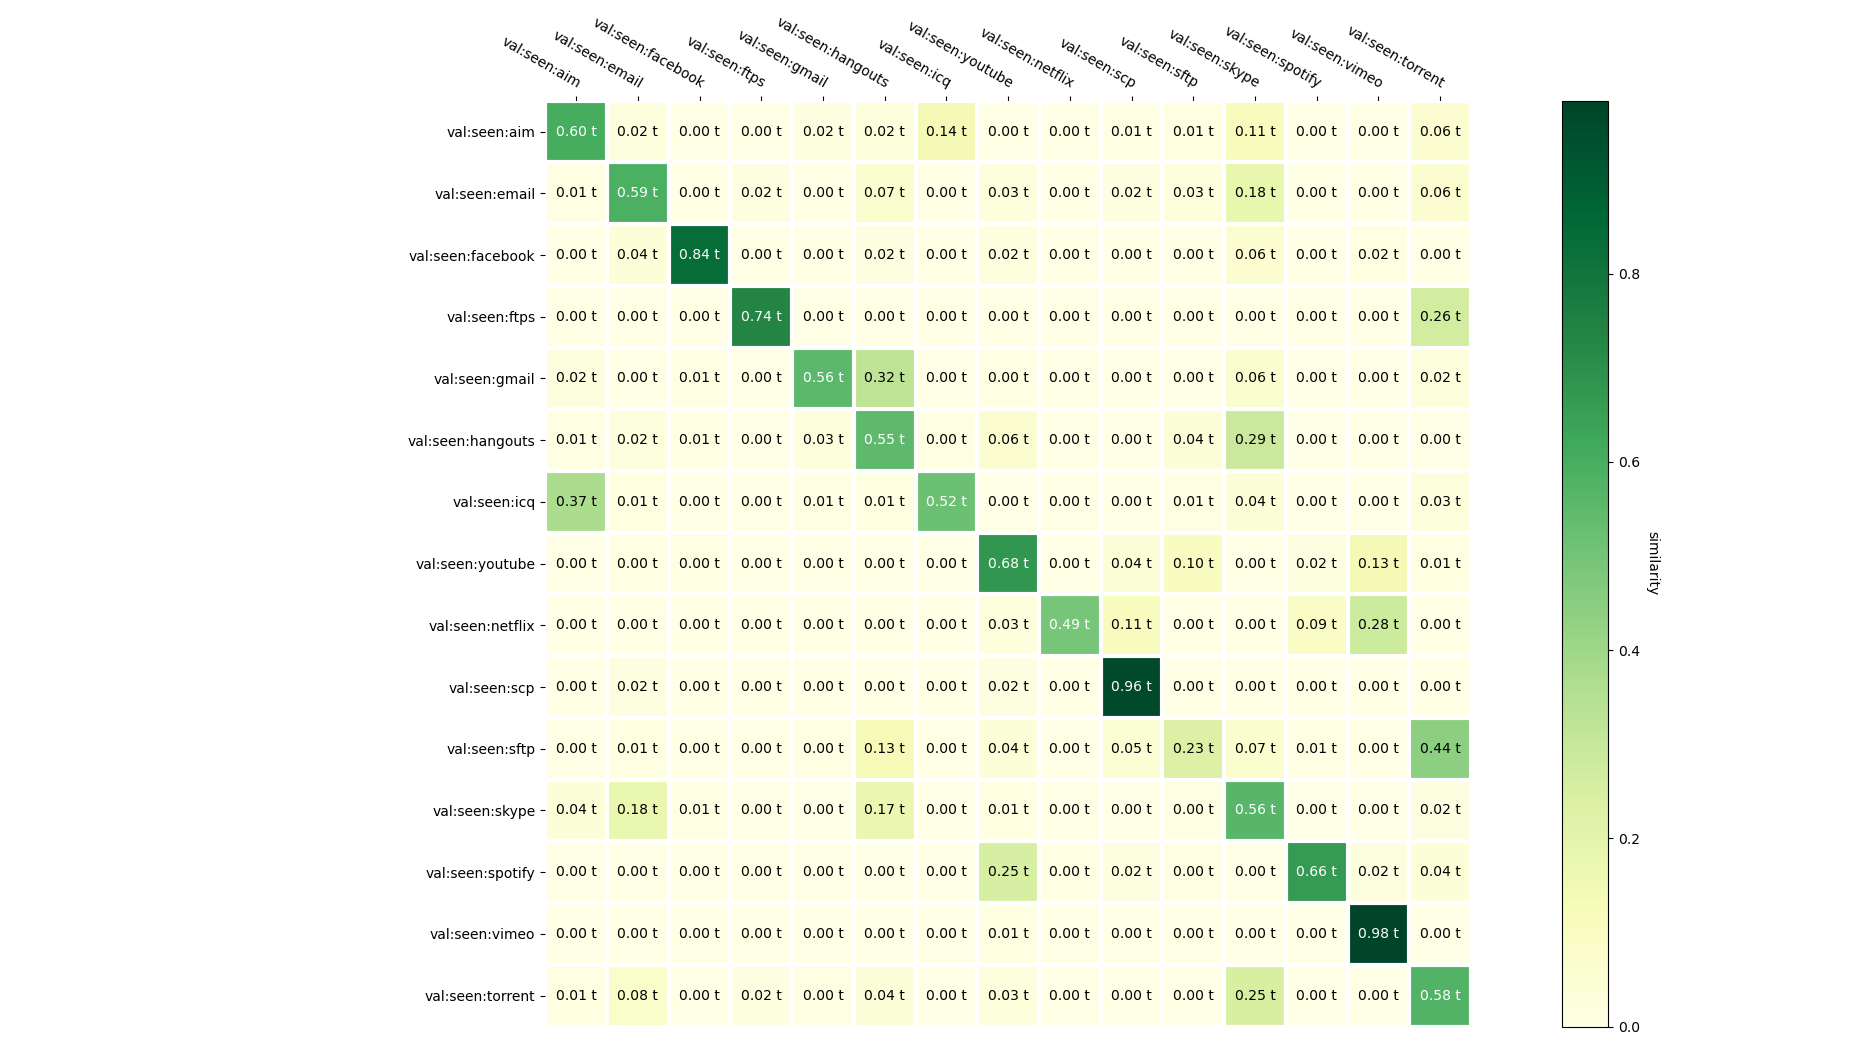 val:seen:aim
val:seen:email
val:seen:facebook
val:seen:ftps
val:seen:gmail
val:seen:hangouts
val:seen:icq
val:seen:youtube
val:seen:netflix
val:seen:scp
val:seen:sftp
val:seen:skype
val:seen:spotify
val:seen:vimeo
val:seen:torrent
val:seen:aim 0.60 t 0.02 t 0.00 t 0.00 t 0.02 t 0.02 t 0.14 t 0.00 t 0.00 t 0.01 t 0.01 t 0.11 t 0.00 t 0.00 t 0.06 t
val:seen:email 0.01 t 0.59 t 0.00 t 0.02 t 0.00 t 0.07 t 0.00 t 0.03 t 0.00 t 0.02 t 0.03 t 0.18 t 0.00 t 0.00 t 0.06 t
val:seen:facebook 0.00 t 0.04 t 0.84 t 0.00 t 0.00 t 0.02 t 0.00 t 0.02 t 0.00 t 0.00 t 0.00 t 0.06 t 0.00 t 0.02 t 0.00 t
val:seen:ftps 0.00 t 0.00 t 0.00 t 0.74 t 0.00 t 0.00 t 0.00 t 0.00 t 0.00 t 0.00 t 0.00 t 0.00 t 0.00 t 0.00 t 0.26 t
val:seen:gmail 0.02 t 0.00 t 0.01 t 0.00 t 0.56 t 0.32 t 0.00 t 0.00 t 0.00 t 0.00 t 0.00 t 0.06 t 0.00 t 0.00 t 0.02 t
val:seen:hangouts 0.01 t 0.02 t 0.01 t 0.00 t 0.03 t 0.55 t 0.00 t 0.06 t 0.00 t 0.00 t 0.04 t 0.29 t 0.00 t 0.00 t 0.00 t
val:seen:icq 0.37 t 0.01 t 0.00 t 0.00 t 0.01 t 0.01 t 0.52 t 0.00 t 0.00 t 0.00 t 0.01 t 0.04 t 0.00 t 0.00 t 0.03 t
val:seen:youtube 0.00 t 0.00 t 0.00 t 0.00 t 0.00 t 0.00 t 0.00 t 0.68 t 0.00 t 0.04 t 0.10 t 0.00 t 0.02 t 0.13 t 0.01 t
val:seen:netflix 0.00 t 0.00 t 0.00 t 0.00 t 0.00 t 0.00 t 0.00 t 0.03 t 0.49 t 0.11 t 0.00 t 0.00 t 0.09 t 0.28 t 0.00 t
val:seen:scp 0.00 t 0.02 t 0.00 t 0.00 t 0.00 t 0.00 t 0.00 t 0.02 t 0.00 t 0.96 t 0.00 t 0.00 t 0.00 t 0.00 t 0.00 t
val:seen:sftp 0.00 t 0.01 t 0.00 t 0.00 t 0.00 t 0.13 t 0.00 t 0.04 t 0.00 t 0.05 t 0.23 t 0.07 t 0.01 t 0.00 t 0.44 t
val:seen:skype 0.04 t 0.18 t 0.01 t 0.00 t 0.00 t 0.17 t 0.00 t 0.01 t 0.00 t 0.00 t 0.00 t 0.56 t 0.00 t 0.00 t 0.02 t
val:seen:spotify 0.00 t 0.00 t 0.00 t 0.00 t 0.00 t 0.00 t 0.00 t 0.25 t 0.00 t 0.02 t 0.00 t 0.00 t 0.66 t 0.02 t 0.04 t
val:seen:vimeo 0.00 t 0.00 t 0.00 t 0.00 t 0.00 t 0.00 t 0.00 t 0.01 t 0.00 t 0.00 t 0.00 t 0.00 t 0.00 t 0.98 t 0.00 t
val:seen:torrent 0.01 t 0.08 t 0.00 t 0.02 t 0.00 t 0.04 t 0.00 t 0.03 t 0.00 t 0.00 t 0.00 t 0.25 t 0.00 t 0.00 t 0.58 t
0.8
0.6
0.4
0.2
0.0
similarity